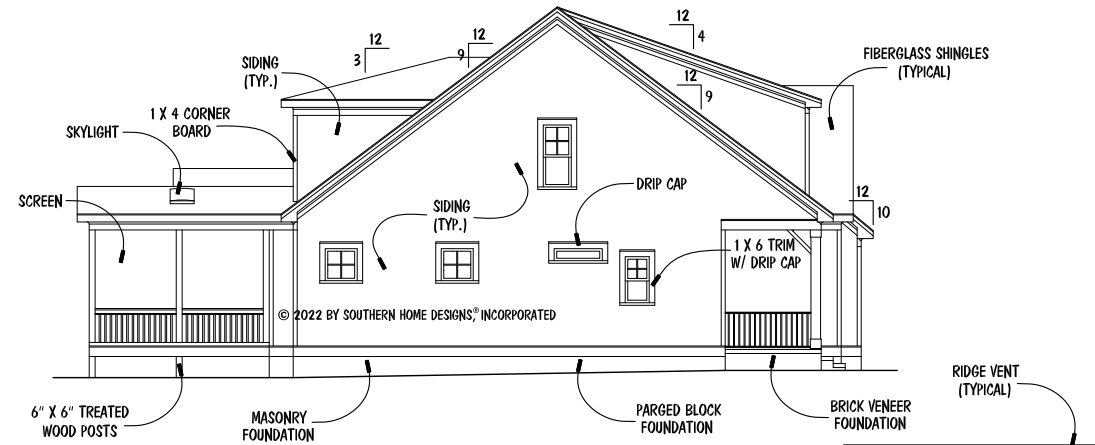 12
4
12
3
12
9
FIBERGLASS SHINGLES
(TYPICAL)
SIDING
(TYP.)
12
9
1 X 4 CORNER
BOARD
SKYLIGHT
DRIP CAP
12
10
SCREEN
SIDING
(TYP.)
1 X 6 TRIM
W/ DRIP CAP
© 2022 BY SOUTHERN HOME DESIGNS,® INCORPORATED
RIDGE VENT
(TYPICAL)
6" X 6" TREATED
WOOD POSTS
MASONRY
FOUNDATION
PARGED BLOCK
FOUNDATION
BRICK VENEER
FOUNDATION